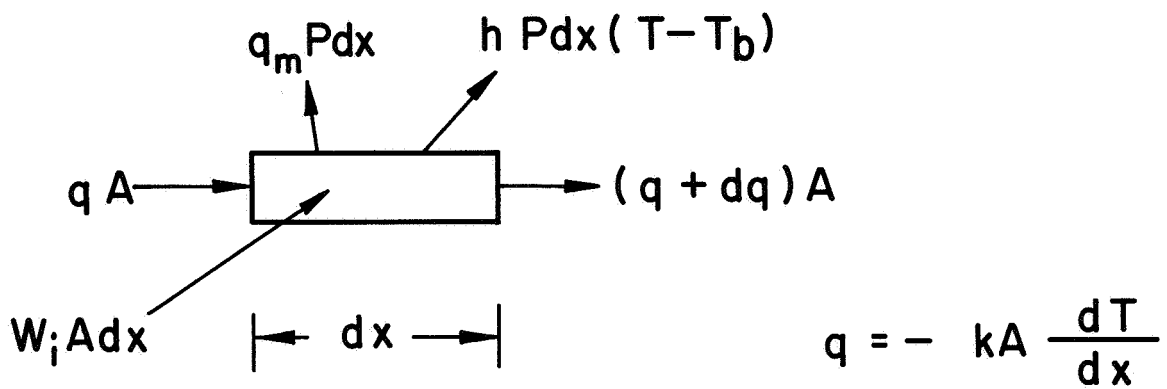 q_m Pdx
h Pdx ( T - T_b )
q A
( q + dq ) A
W_i A dx
dx
q = - kA dT/dx